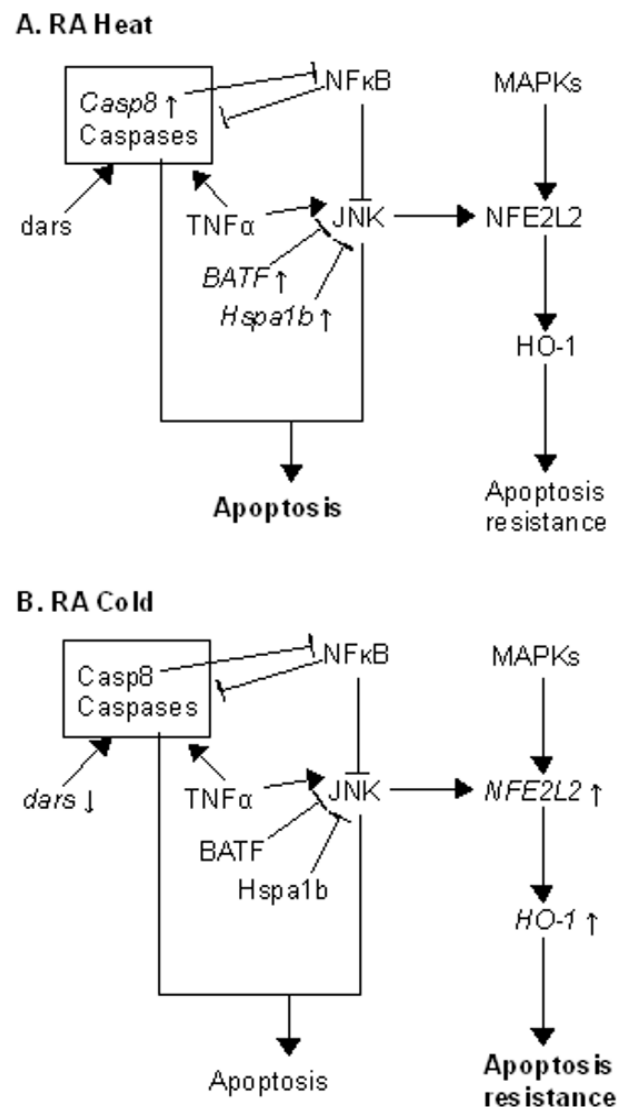 A. RA Heat
Casp8 ↑
Caspases
NFκB
MAPKs
dars
TNFα
JNK
NFE2L2
BATF ↑
Hspa1b ↑
HO-1
Apoptosis
Apoptosis
resistance
B. RA Cold
Casp8
Caspases
NFκB
MAPKs
dars ↓
TNFα
JNK
NFE2L2 ↑
BATF
Hspa1b
HO-1 ↑
Apoptosis
Apoptosis
resistance